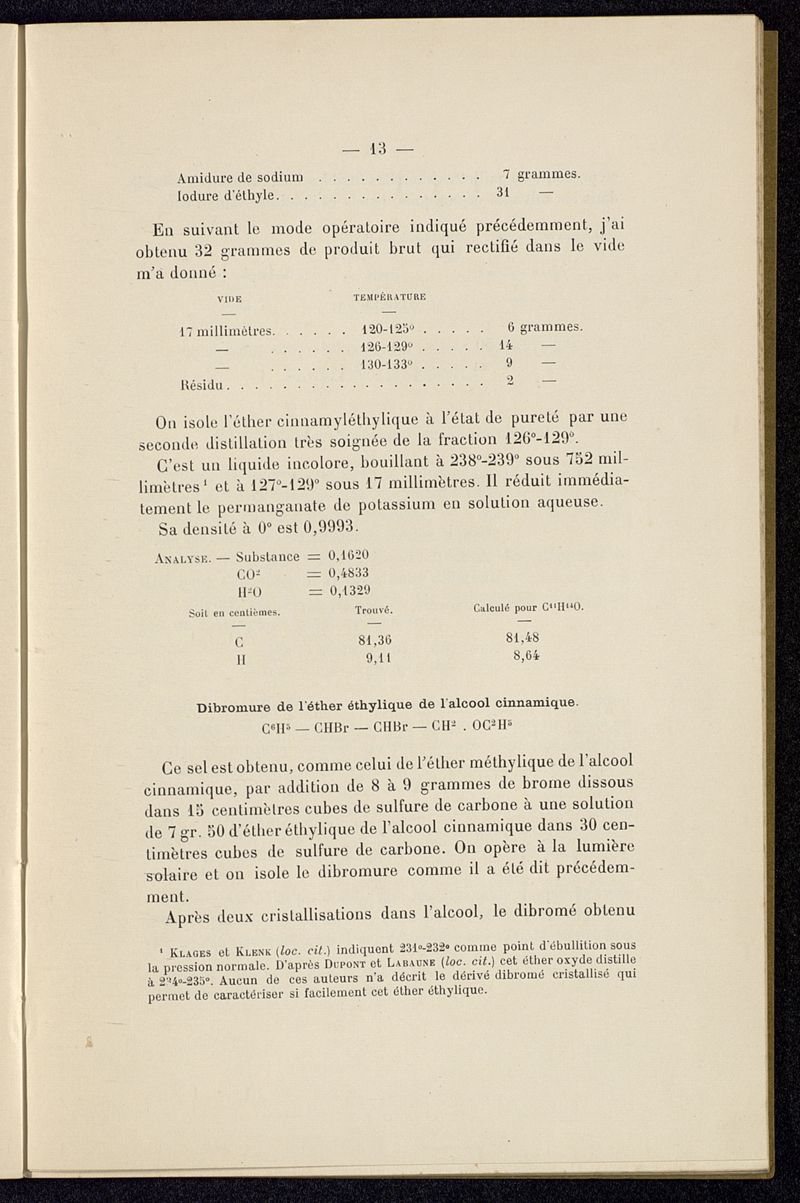 — 13 —
Amidure de sodium . . . . . . . . . . . . 7 grammes.
Iodure d'éthyle. . . . . . . . . . . . . . . 31 —
En suivant le mode opératoire indiqué précédemment, j'ai
obtenu 32 grammes de produit brut qui rectifié dans le vide
m'a donné :
VIDE TEMPÉRATURE
— —
17 millimètres. . . . . . 120-125° . . . . . 6 grammes.
— . . . . . . 126-129° . . . . . 14 —
— . . . . . . 130-133° . . . . . 9 —
Résidu . . . . . . . . . . . . . . . . . . . 2 —
On isole l'éther cinnamyléthylique à l'état de pureté par une
seconde distillation très soignée de la fraction 126°-129°.
C'est un liquide incolore, bouillant à 238°-239° sous 752 mil-
limètres¹ et à 127°-129° sous 17 millimètres. Il réduit immédia-
tement le permanganate de potassium en solution aqueuse.
Sa densité à 0° est 0,9993.
ANALYSE. — Substance = 0,1620
CO² = 0,4833
H²O = 0,1329
Soit en centièmes. Trouvé. Calculé pour C¹¹H¹⁴O.
— — —
C 81,36 81,48
H 9,11 8,64
Dibromure de l'éther éthylique de l'alcool cinnamique.
C⁶H⁵ — CHBr — CHBr — CH² . OC²H⁵
Ce sel est obtenu, comme celui de l'éther méthylique de l'alcool
cinnamique, par addition de 8 à 9 grammes de brome dissous
dans 15 centimètres cubes de sulfure de carbone à une solution
de 7 gr. 50 d'éther éthylique de l'alcool cinnamique dans 30 cen-
timètres cubes de sulfure de carbone. On opère à la lumière
solaire et on isole le dibromure comme il a été dit précédem-
ment.
Après deux cristallisations dans l'alcool, le dibromé obtenu
¹ KLAGES et KLENK (loc. cit.) indiquent 231°-232° comme point d'ébullition sous
la pression normale. D'après DUPONT et LABAUNE (loc. cit.) cet éther oxyde distille
à 234°-235°. Aucun de ces auteurs n'a décrit le dérivé dibromé cristallisé qui
permet de caractériser si facilement cet éther éthylique.